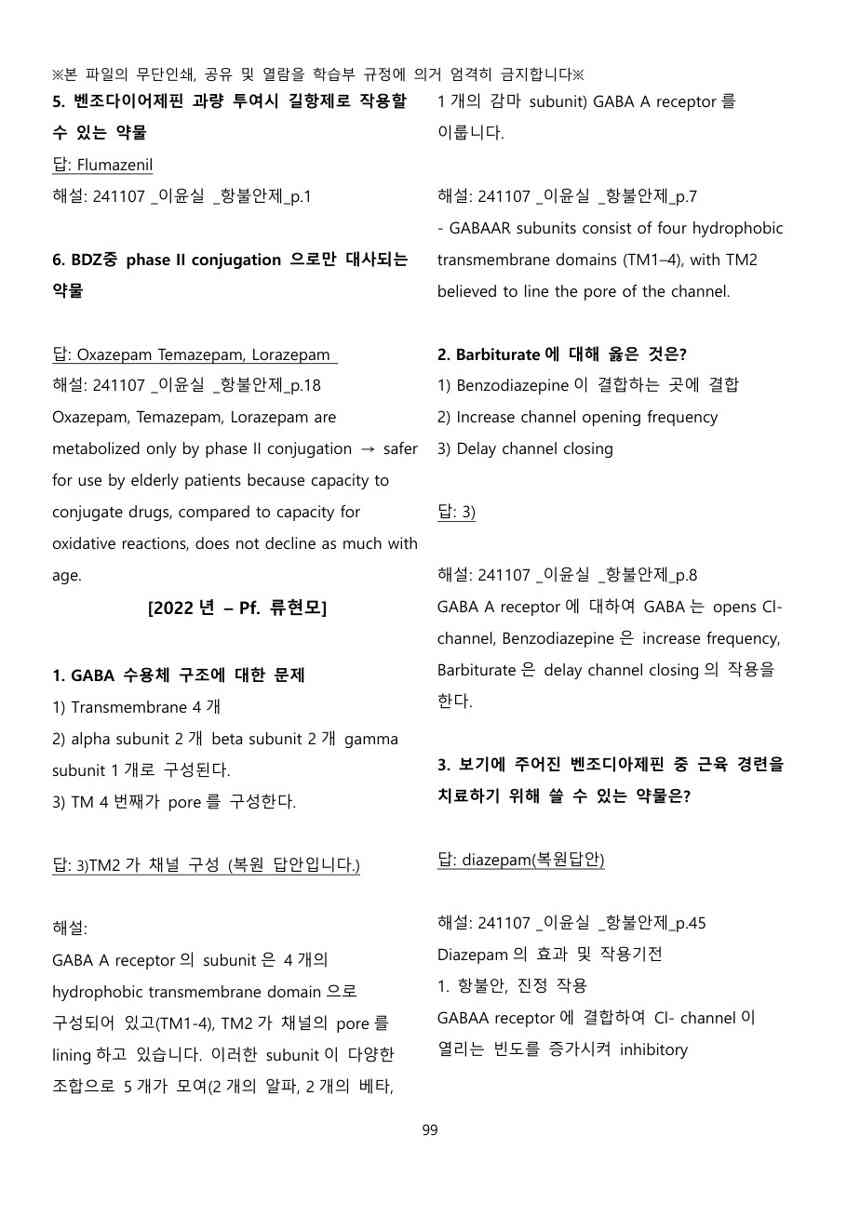 ※본 파일의 무단인쇄, 공유 및 열람을 학습부 규정에 의거 엄격히 금지합니다※
5. 벤조다이어제핀 과량 투여시 길항제로 작용할
수 있는 약물
답: Flumazenil
해설: 241107 _이윤실 _항불안제_p.1
6. BDZ중 phase II conjugation 으로만 대사되는
약물
답: Oxazepam Temazepam, Lorazepam
해설: 241107 _이윤실 _항불안제_p.18
Oxazepam, Temazepam, Lorazepam are
metabolized only by phase II conjugation → safer
for use by elderly patients because capacity to
conjugate drugs, compared to capacity for
oxidative reactions, does not decline as much with
age.
[2022 년 – Pf. 류현모]
1. GABA 수용체 구조에 대한 문제
1) Transmembrane 4 개
2) alpha subunit 2 개 beta subunit 2 개 gamma
subunit 1 개로 구성된다.
3) TM 4 번째가 pore 를 구성한다.
답: 3)TM2 가 채널 구성 (복원 답안입니다.)
해설:
GABA A receptor 의 subunit 은 4 개의
hydrophobic transmembrane domain 으로
구성되어 있고(TM1-4), TM2 가 채널의 pore 를
lining 하고 있습니다. 이러한 subunit 이 다양한
조합으로 5 개가 모여(2 개의 알파, 2 개의 베타,
1 개의 감마 subunit) GABA A receptor 를
이룹니다.
해설: 241107 _이윤실 _항불안제_p.7
- GABAAR subunits consist of four hydrophobic
transmembrane domains (TM1–4), with TM2
believed to line the pore of the channel.
2. Barbiturate 에 대해 옳은 것은?
1) Benzodiazepine 이 결합하는 곳에 결합
2) Increase channel opening frequency
3) Delay channel closing
답: 3)
해설: 241107 _이윤실 _항불안제_p.8
GABA A receptor 에 대하여 GABA 는 opens Cl-
channel, Benzodiazepine 은 increase frequency,
Barbiturate 은 delay channel closing 의 작용을
한다.
3. 보기에 주어진 벤조디아제핀 중 근육 경련을
치료하기 위해 쓸 수 있는 약물은?
답: diazepam(복원답안)
해설: 241107 _이윤실 _항불안제_p.45
Diazepam 의 효과 및 작용기전
1. 항불안, 진정 작용
GABAA receptor 에 결합하여 Cl- channel 이
열리는 빈도를 증가시켜 inhibitory
99